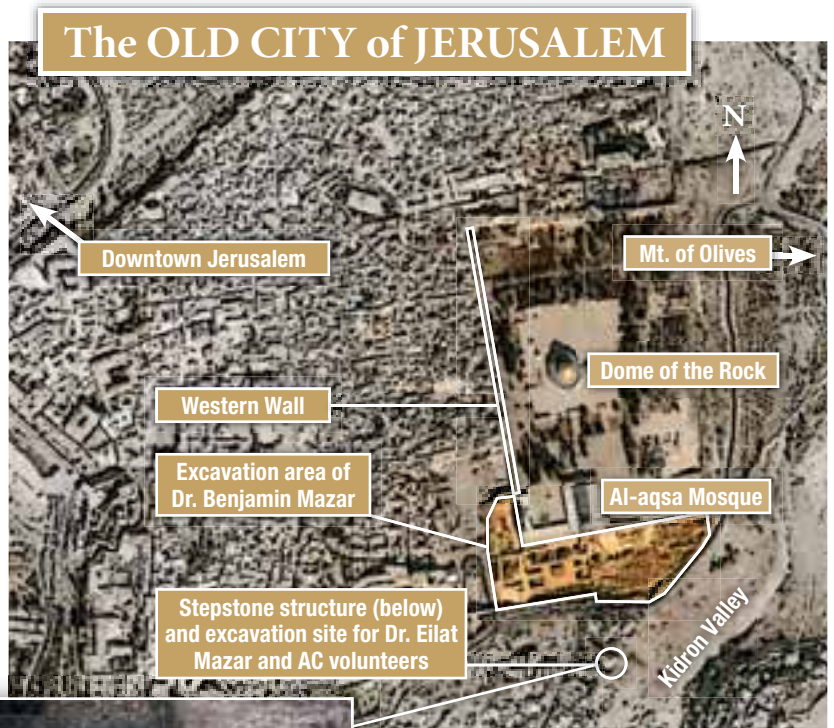 The OLD CITY of JERUSALEM
N
Downtown Jerusalem
Mt. of Olives
Dome of the Rock
Western Wall
Excavation area of
Dr. Benjamin Mazar
Al-aqsa Mosque
Stepstone structure (below)
and excavation site for Dr. Eilat
Mazar and AC volunteers
Kidron Valley